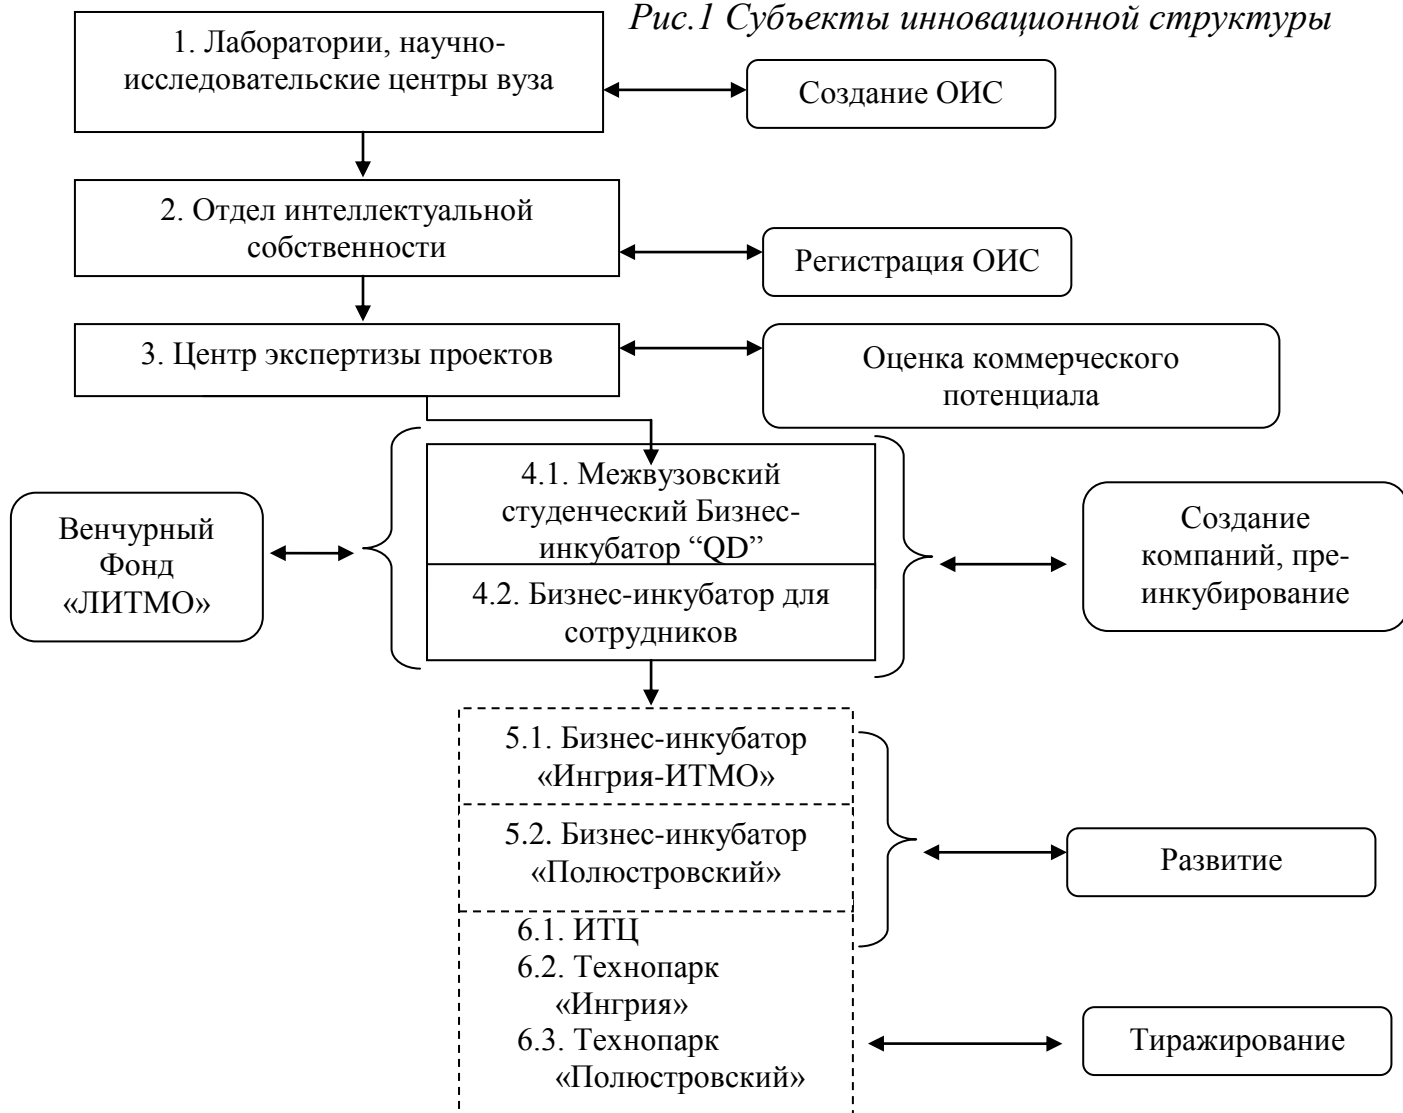 Рис.1 Субъекты инновационной структуры
1. Лаборатории, научно-
исследовательские центры вуза
Создание ОИС
2. Отдел интеллектуальной
собственности
Регистрация ОИС
3. Центр экспертизы проектов
Оценка коммерческого
потенциала
Венчурный
Фонд
«ЛИТМО»
4.1. Межвузовский
студенческий Бизнес-
инкубатор “QD”
4.2. Бизнес-инкубатор для
сотрудников
Создание
компаний, пре-
инкубирование
5.1. Бизнес-инкубатор
«Ингрия-ИТМО»
5.2. Бизнес-инкубатор
«Полюстровский»
Развитие
6.1. ИТЦ
6.2. Технопарк
«Ингрия»
6.3. Технопарк
«Полюстровский»
Тиражирование